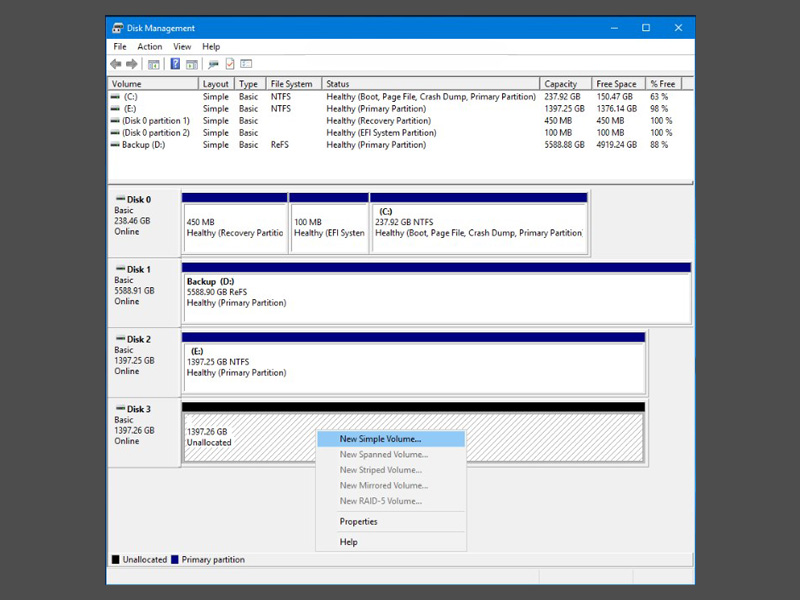 Disk Management
File Action View Help
Volume Layout Type File System Status Capacity Free Space % Free
(C:) Simple Basic NTFS Healthy (Boot, Page File, Crash Dump, Primary Partition) 237.92 GB 150.47 GB 63 %
(E:) Simple Basic NTFS Healthy (Primary Partition) 1397.25 GB 1376.14 GB 98 %
(Disk 0 partition 1) Simple Basic Healthy (Recovery Partition) 450 MB 450 MB 100 %
(Disk 0 partition 2) Simple Basic Healthy (EFI System Partition) 100 MB 100 MB 100 %
Backup (D:) Simple Basic ReFS Healthy (Primary Partition) 5588.88 GB 4919.24 GB 88 %
Disk 0
Basic
238.46 GB
Online
450 MB
Healthy (Recovery Partitio
100 MB
Healthy (EFI System
(C:)
237.92 GB NTFS
Healthy (Boot, Page File, Crash Dump, Primary Partition
Disk 1
Basic
5588.91 GB
Online
Backup (D:)
5588.90 GB ReFS
Healthy (Primary Partition)
Disk 2
Basic
1397.25 GB
Online
(E:)
1397.25 GB NTFS
Healthy (Primary Partition)
Disk 3
Basic
1397.26 GB
Online
1397.26 GB
Unallocated
New Simple Volume...
New Spanned Volume...
New Striped Volume...
New Mirrored Volume...
New RAID-5 Volume...
Properties
Help
Unallocated Primary partition